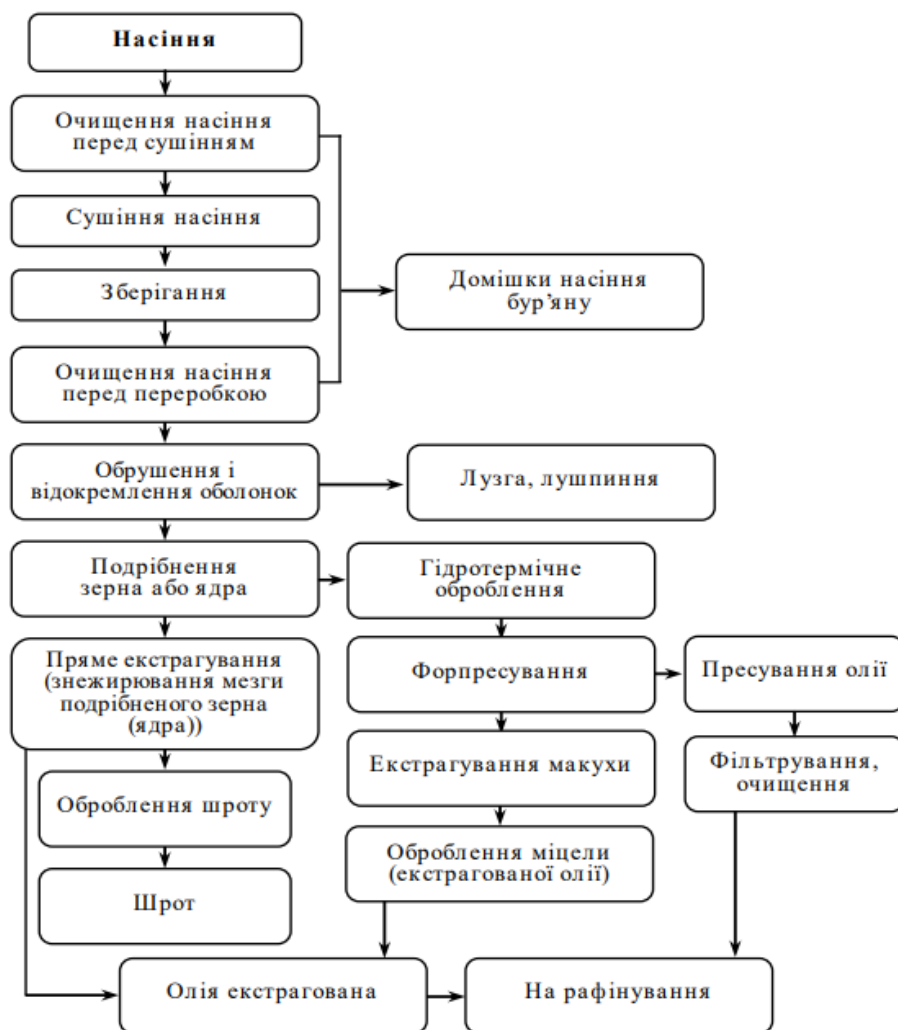 Насіння
Очищення насіння
перед сушінням
Сушіння насіння
Зберігання
Домішки насіння
бур’яну
Очищення насіння
перед переробкою
Обрушення і
відокремлення оболонок
Лузга, лушпиння
Подрібнення
зерна або ядра
Гідротермічне
оброблення
Пряме екстрагування
(знежирювання мезги
подрібненого зерна
(ядра))
Форпресування
Пресування олії
Екстрагування макухи
Фільтрування,
очищення
Оброблення шроту
Оброблення міцели
(екстрагованої олії)
Шрот
Олія екстрагована
На рафінування